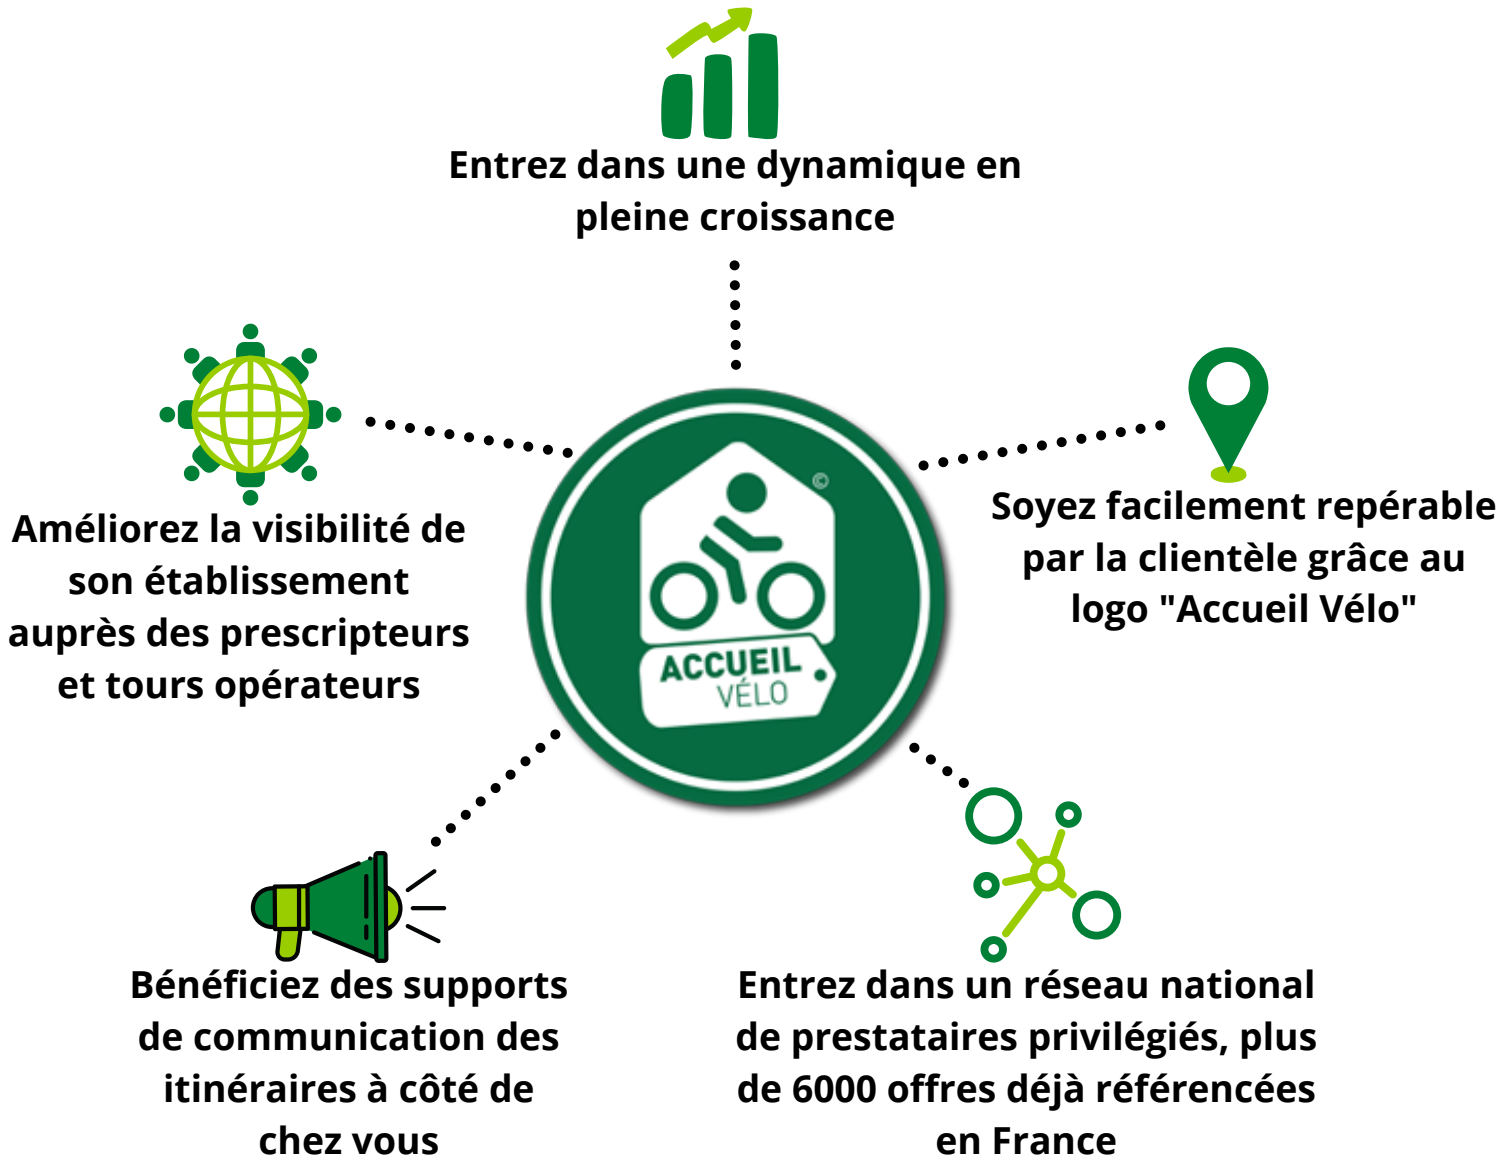 Entrez dans une dynamique en
pleine croissance
Améliorez la visibilité de
son établissement
auprès des prescripteurs
et tours opérateurs
©
ACCUEIL
VÉLO
Soyez facilement repérable
par la clientèle grâce au
logo "Accueil Vélo"
Bénéficiez des supports
de communication des
itinéraires à côté de
chez vous
Entrez dans un réseau national
de prestataires privilégiés, plus
de 6000 offres déjà référencées
en France